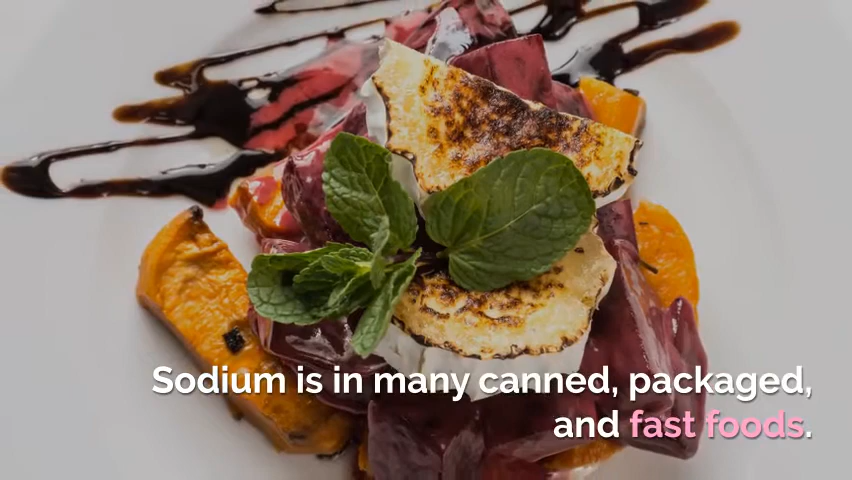 Sodium is in many canned, packaged,
and fast foods.